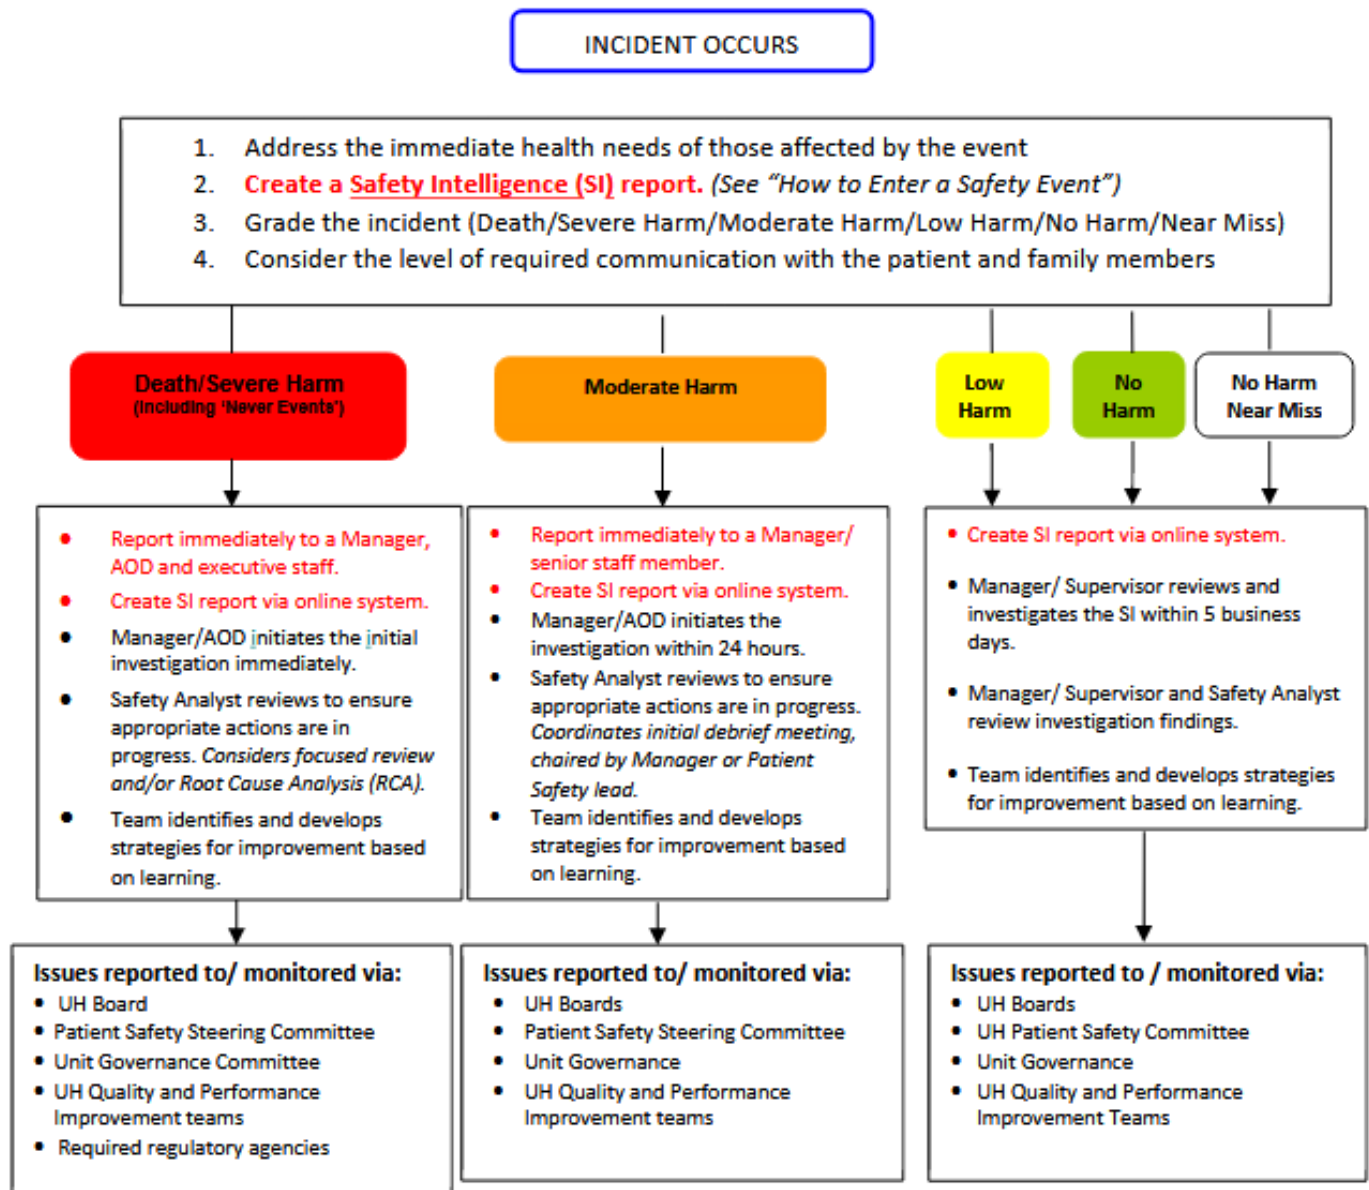 INCIDENT OCCURS
1. Address the immediate health needs of those affected by the event
2. Create a Safety Intelligence (SI) report. (See “How to Enter a Safety Event”)
3. Grade the incident (Death/Severe Harm/Moderate Harm/Low Harm/No Harm/Near Miss)
4. Consider the level of required communication with the patient and family members
Death/Severe Harm
(Including ‘Never Events’)
Moderate Harm
Low
Harm
No
Harm
No Harm
Near Miss
• Report immediately to a Manager,
AOD and executive staff.
• Create SI report via online system.
• Manager/AOD initiates the initial
investigation immediately.
• Safety Analyst reviews to ensure
appropriate actions are in
progress. Considers focused review
and/or Root Cause Analysis (RCA).
• Team identifies and develops
strategies for improvement based
on learning.
• Report immediately to a Manager/
senior staff member.
• Create SI report via online system.
• Manager/AOD initiates the
investigation within 24 hours.
• Safety Analyst reviews to ensure
appropriate actions are in progress.
Coordinates initial debrief meeting,
chaired by Manager or Patient
Safety lead.
• Team identifies and develops
strategies for improvement based
on learning.
• Create SI report via online system.
• Manager/ Supervisor reviews and
investigates the SI within 5 business
days.
• Manager/ Supervisor and Safety Analyst
review investigation findings.
• Team identifies and develops strategies
for improvement based on learning.
Issues reported to/ monitored via:
• UH Board
• Patient Safety Steering Committee
• Unit Governance Committee
• UH Quality and Performance
Improvement teams
• Required regulatory agencies
Issues reported to/ monitored via:
• UH Boards
• Patient Safety Steering Committee
• Unit Governance
• UH Quality and Performance
Improvement teams
Issues reported to / monitored via:
• UH Boards
• UH Patient Safety Committee
• Unit Governance
• UH Quality and Performance
Improvement Teams